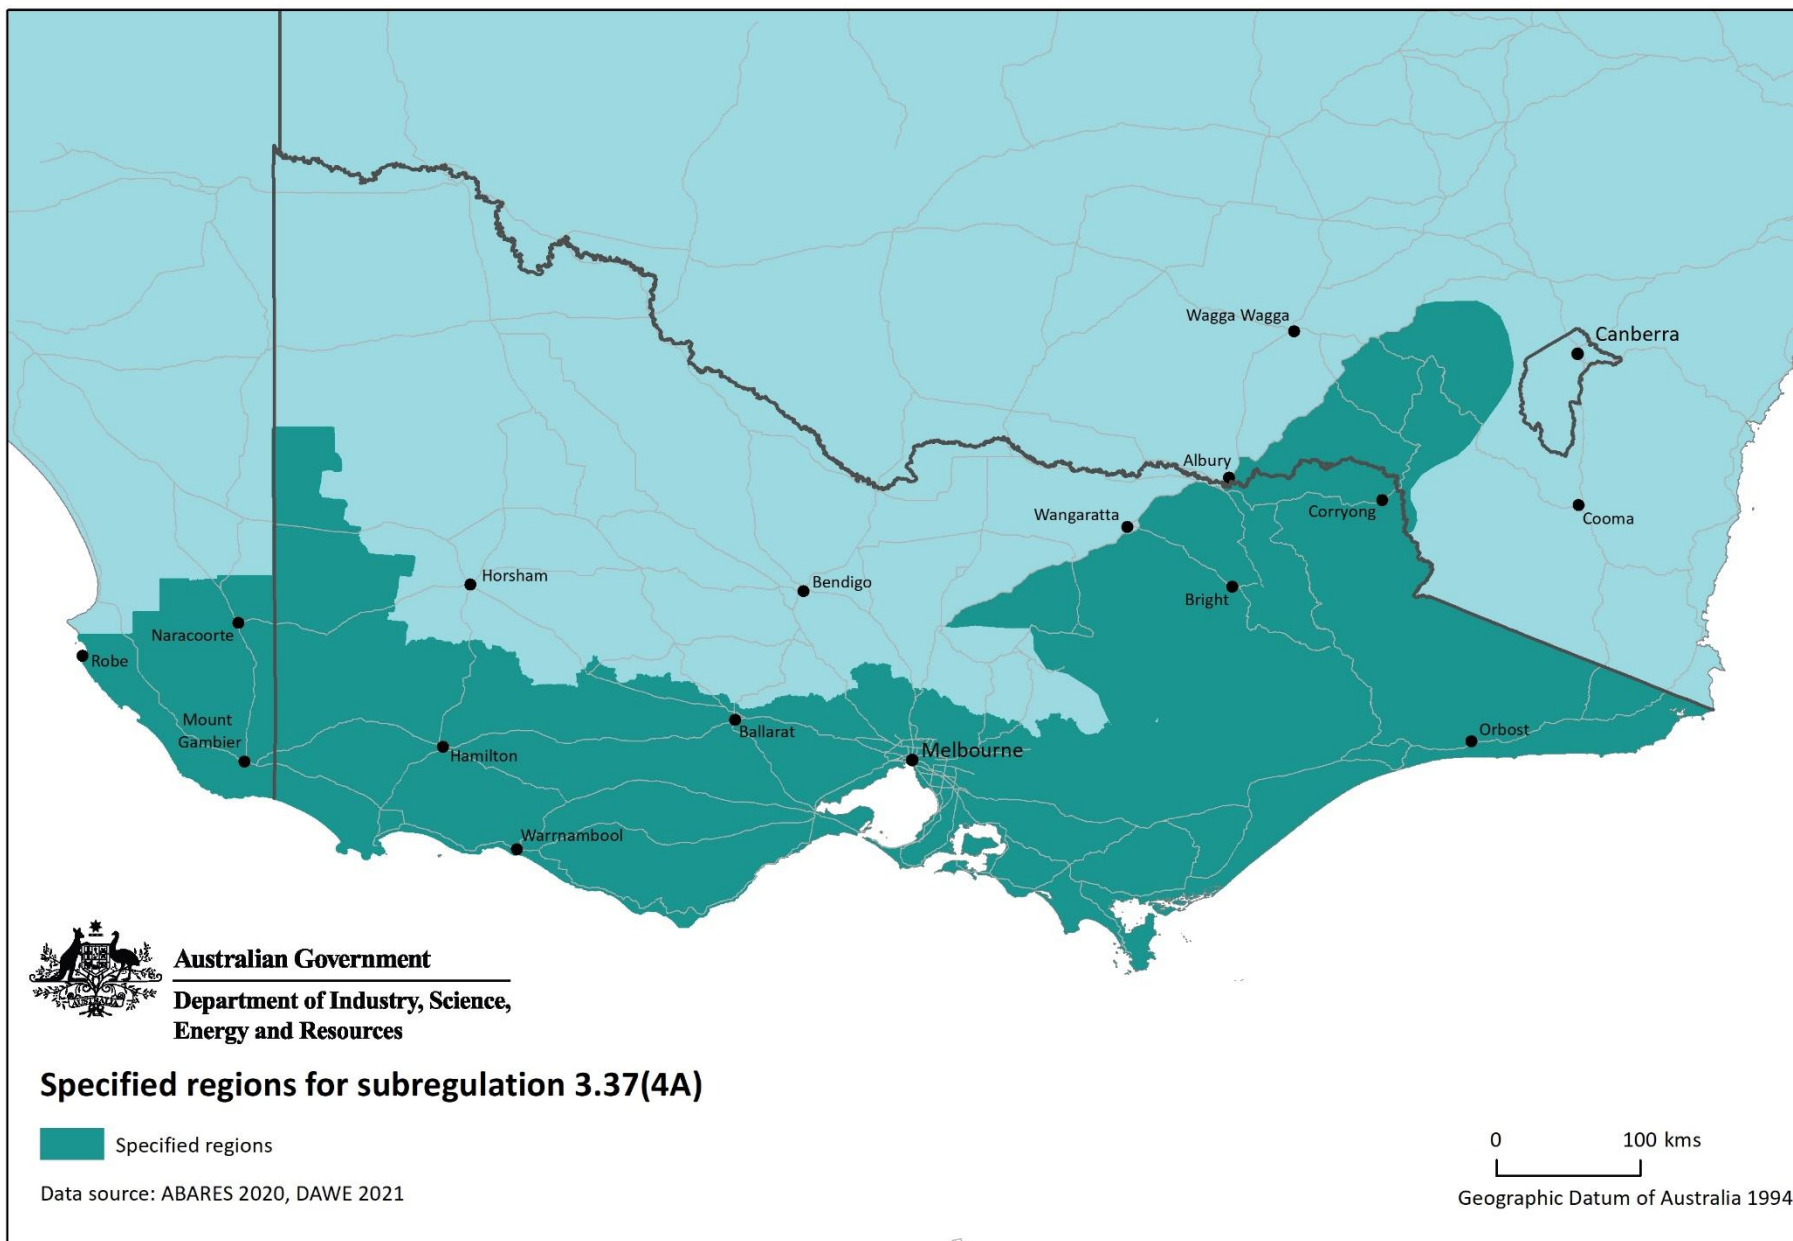 Wagga Wagga
Canberra
Albury
Wangaratta
Corryong
Cooma
Horsham
Bendigo
Bright
Naracoorte
Robe
Mount
Gambier
Hamilton
Ballarat
Melbourne
Orbost
Warrnambool
AUSTRALIA
Australian Government
Department of Industry, Science,
Energy and Resources
Specified regions for subregulation 3.37(4A)
Specified regions
Data source: ABARES 2020, DAWE 2021
0 100 kms
Geographic Datum of Australia 1994